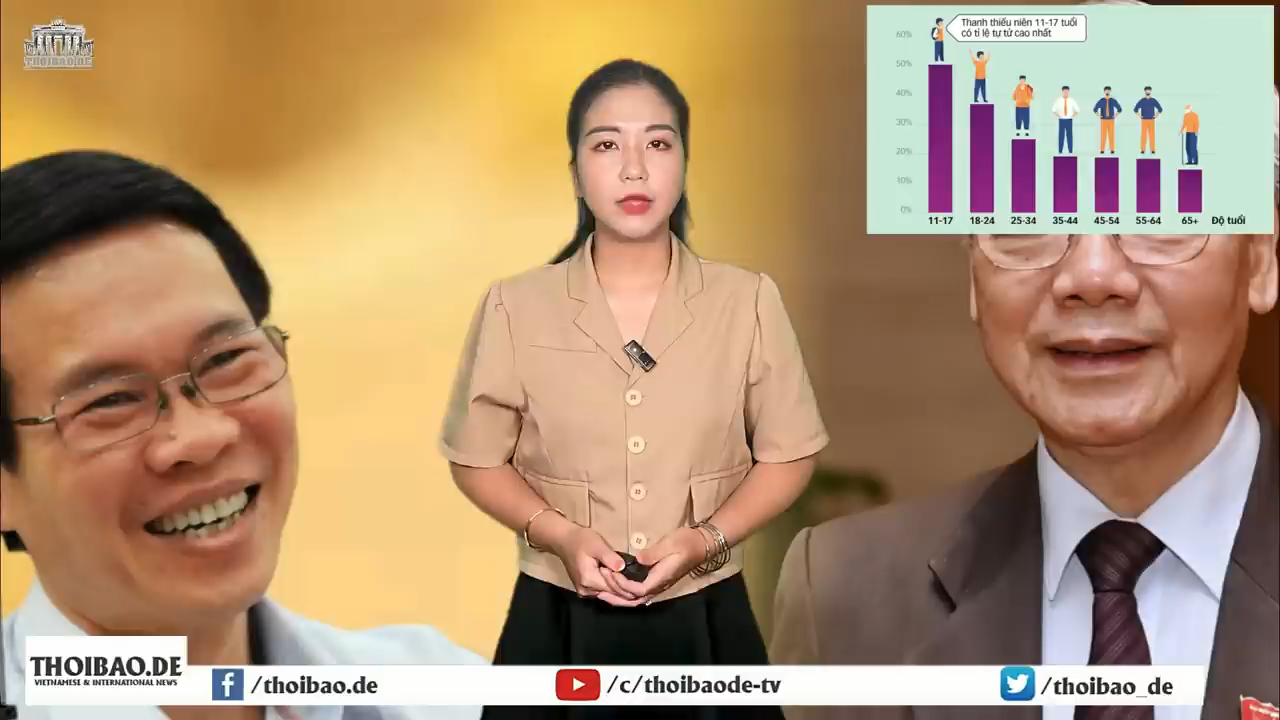 THOIBAO.DE
Thanh thiếu niên 11-17 tuổi
có tỉ lệ tự tử cao nhất
60%
50%
40%
30%
20%
10%
0%
11-17 18-24 25-34 35-44 45-54 55-64 65+ Độ tuổi
THOIBAO.DE
VIETNAMESE & INTERNATIONAL NEWS
/thoibao.de
/c/thoibaode-tv
/thoibao_de